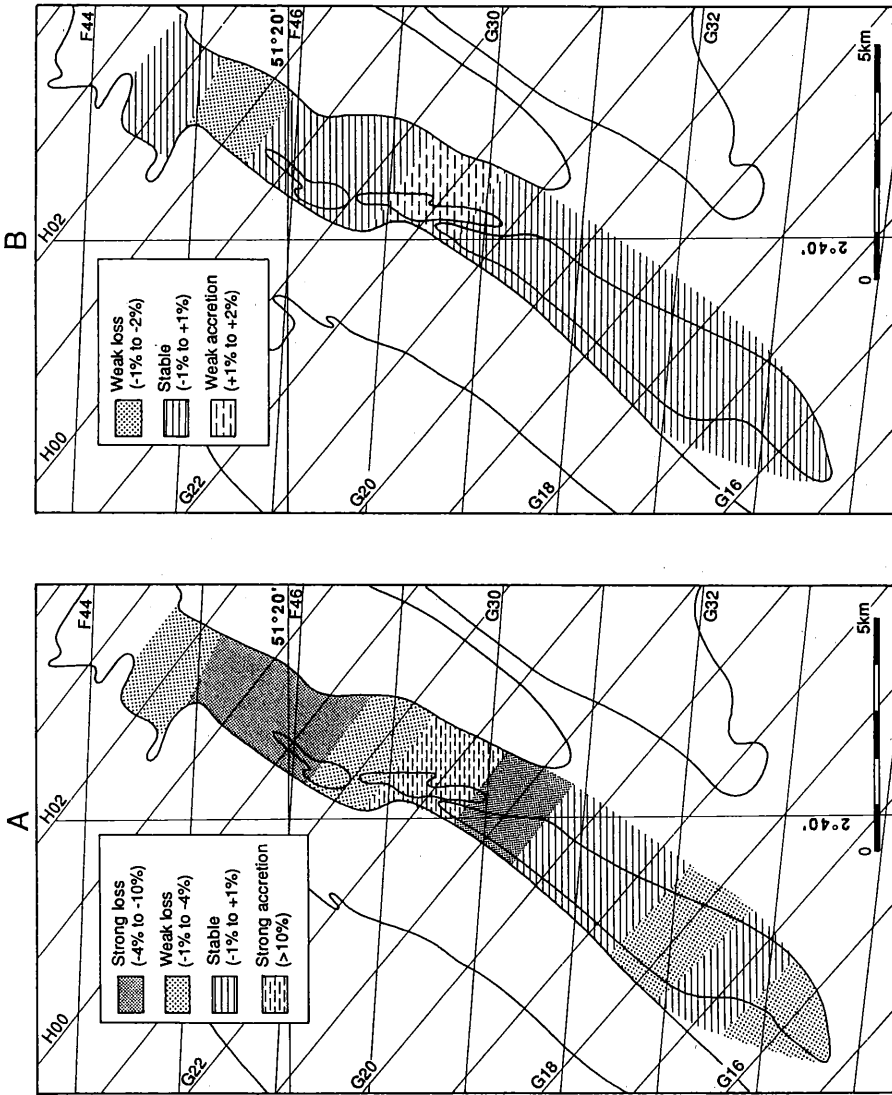 A
Strong loss
(-4% to -10%)
Weak loss
(-1% to -4%)
Stable
(-1% to +1%)
Strong accretion
(>10%)
H00
H02
F44
51°20'
F46
G22
G20
G18
G16
G30
G32
2°40'
0
5km
B
Weak loss
(-1% to -2%)
Stable
(-1% to +1%)
Weak accretion
(+1% to +2%)
H00
H02
F44
51°20'
F46
G22
G20
G18
G16
G30
G32
2°40'
0
5km